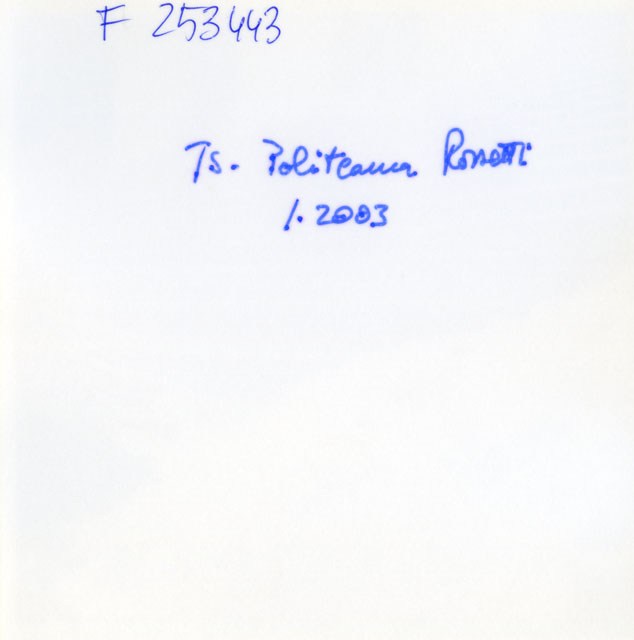 F 253443
Ts. Politeama Rossetti
1.2003